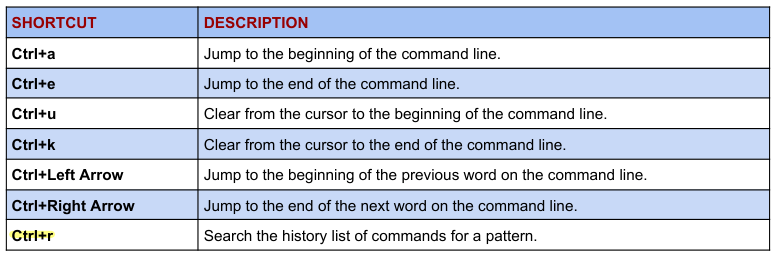 SHORTCUT DESCRIPTION
Ctrl+a Jump to the beginning of the command line.
Ctrl+e Jump to the end of the command line.
Ctrl+u Clear from the cursor to the beginning of the command line.
Ctrl+k Clear from the cursor to the end of the command line.
Ctrl+Left Arrow Jump to the beginning of the previous word on the command line.
Ctrl+Right Arrow Jump to the end of the next word on the command line.
Ctrl+r Search the history list of commands for a pattern.